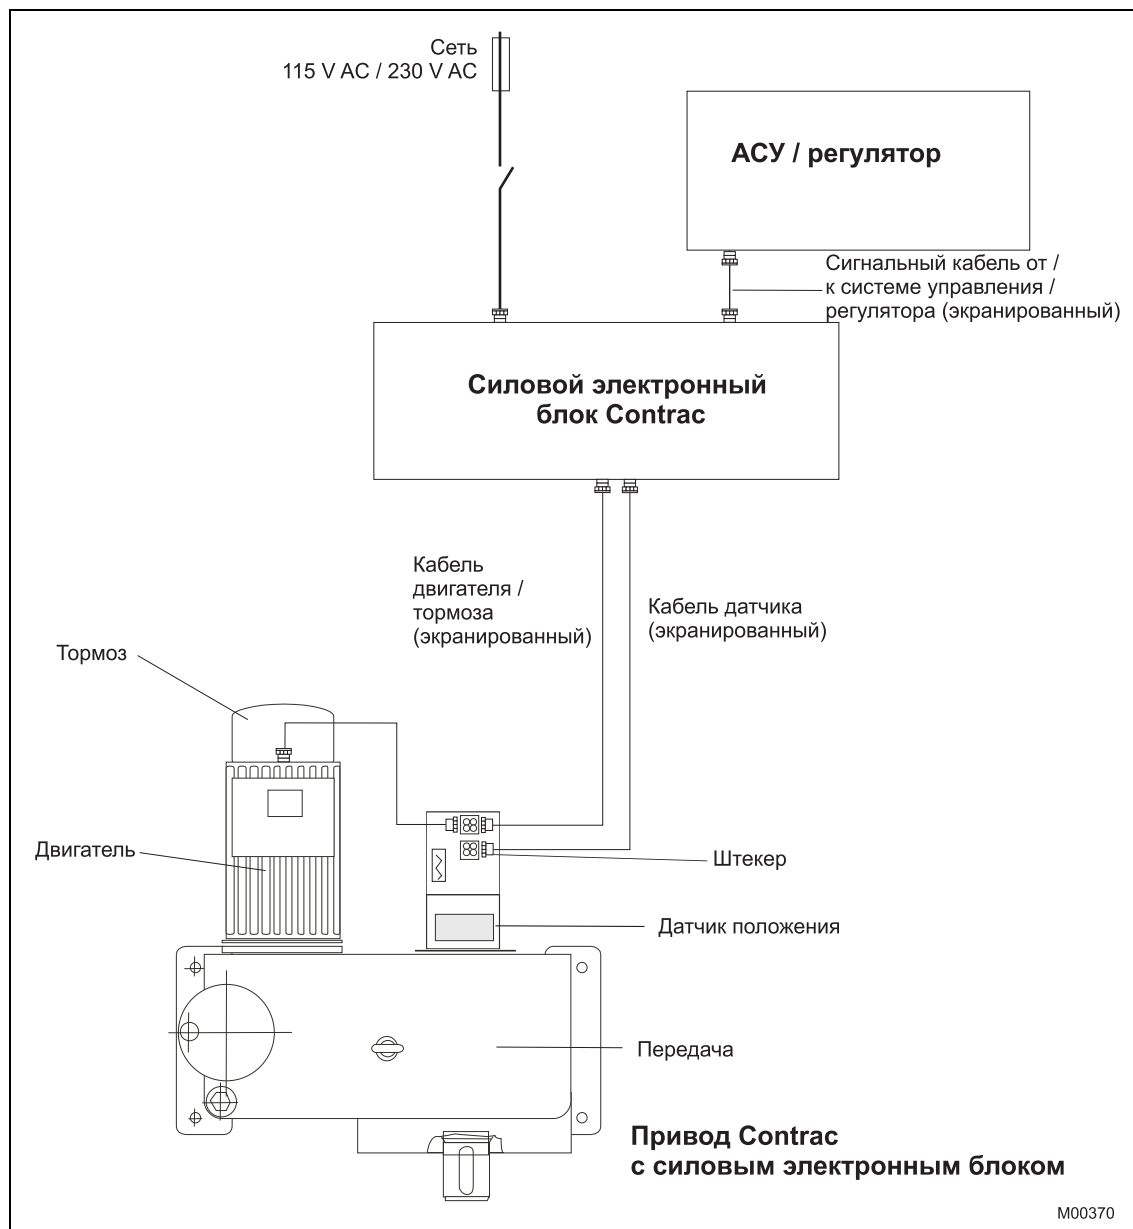 Сеть
115 V AC / 230 V AC
АСУ / регулятор
Сигнальный кабель от /
к системе управления /
регулятора (экранированный)
Силовой электронный
блок Contrac
Кабель
двигателя /
тормоза
(экранированный)
Кабель датчика
(экранированный)
Тормоз
Двигатель
Штекер
Датчик положения
Передача
Привод Contrac
с силовым электронным блоком
M00370